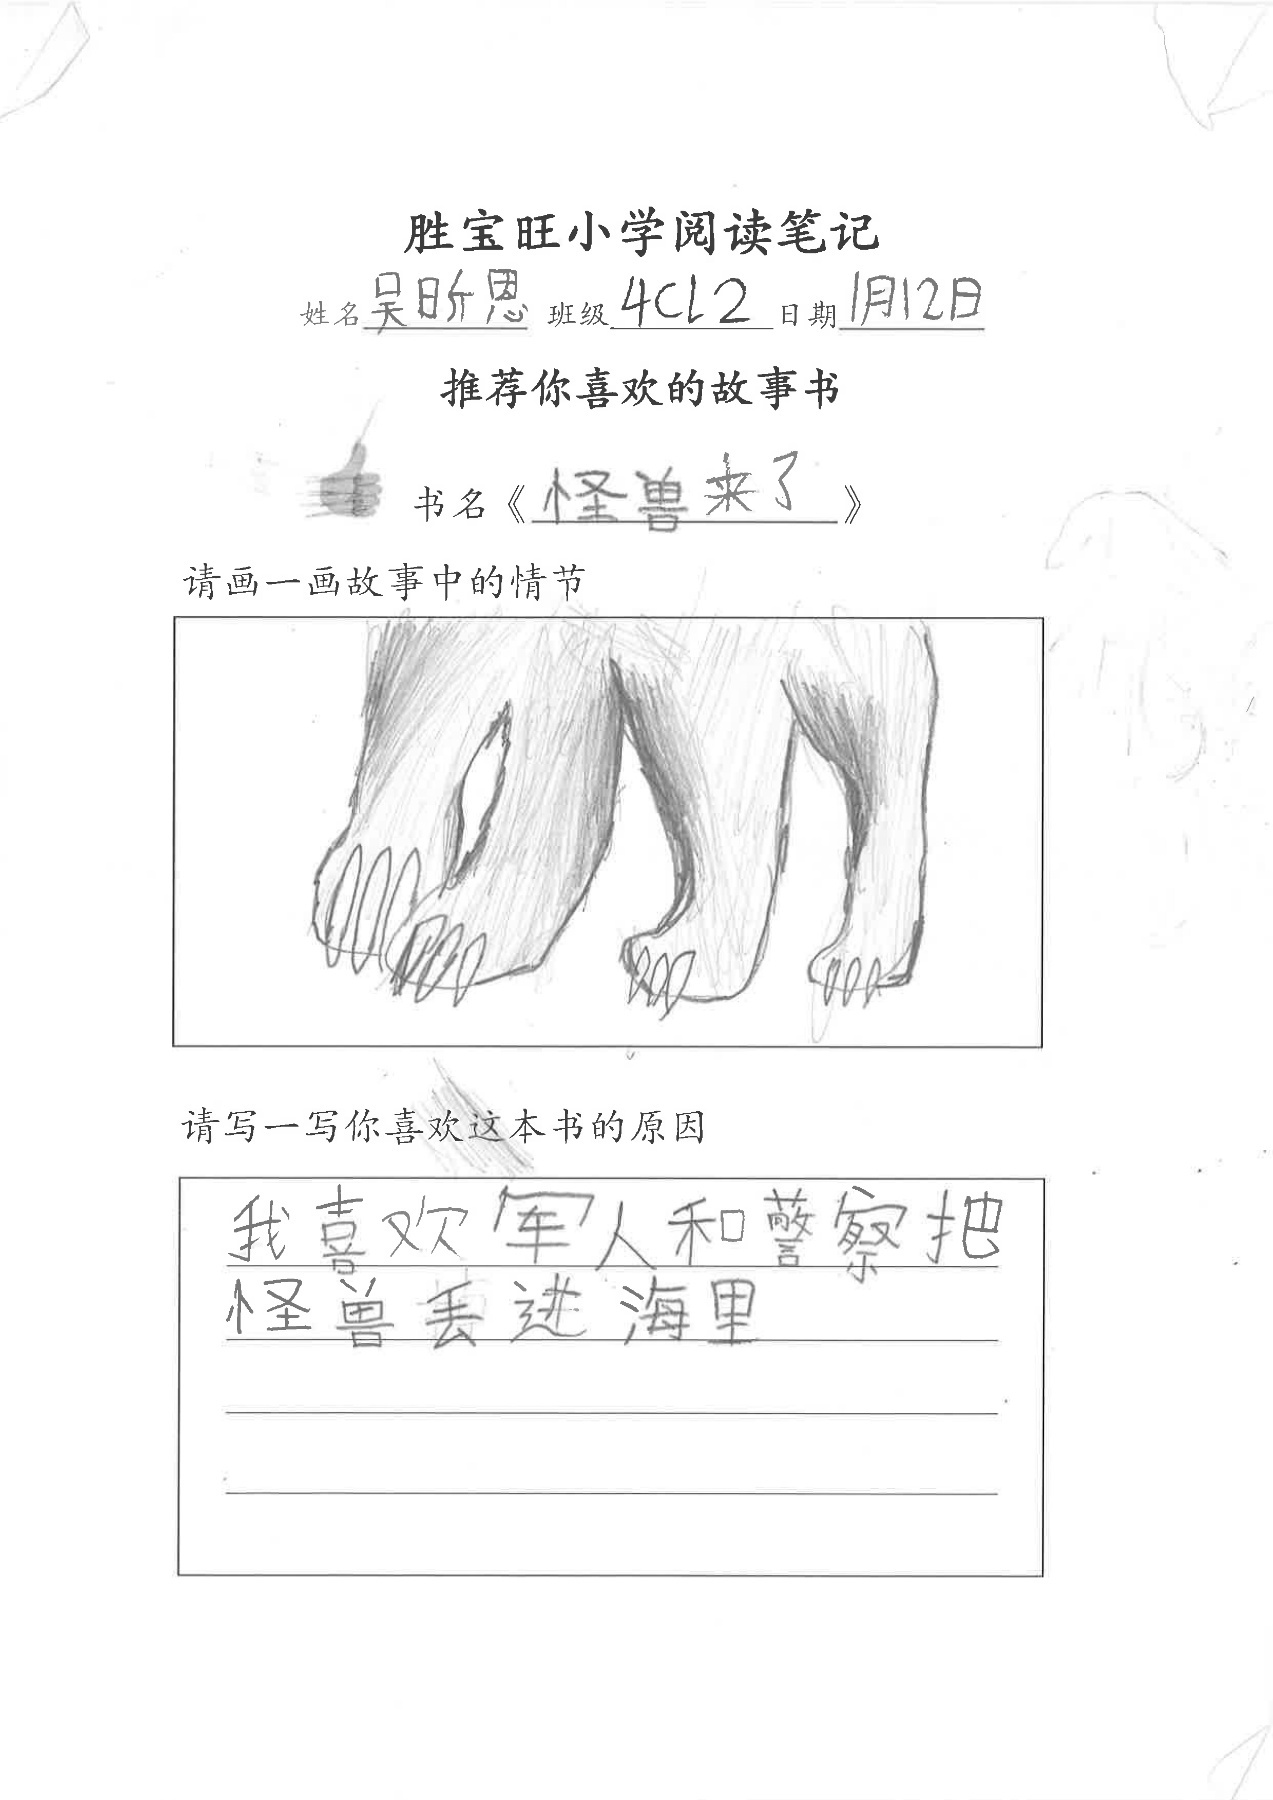 胜宝旺小学阅读笔记
姓名 吴昕恩 班级 4CL2 日期 1月12日
推荐你喜欢的故事书
书名《怪兽来了》
请画一画故事中的情节
请写一写你喜欢这本书的原因
我喜欢军人和警察把
怪兽丢进海里